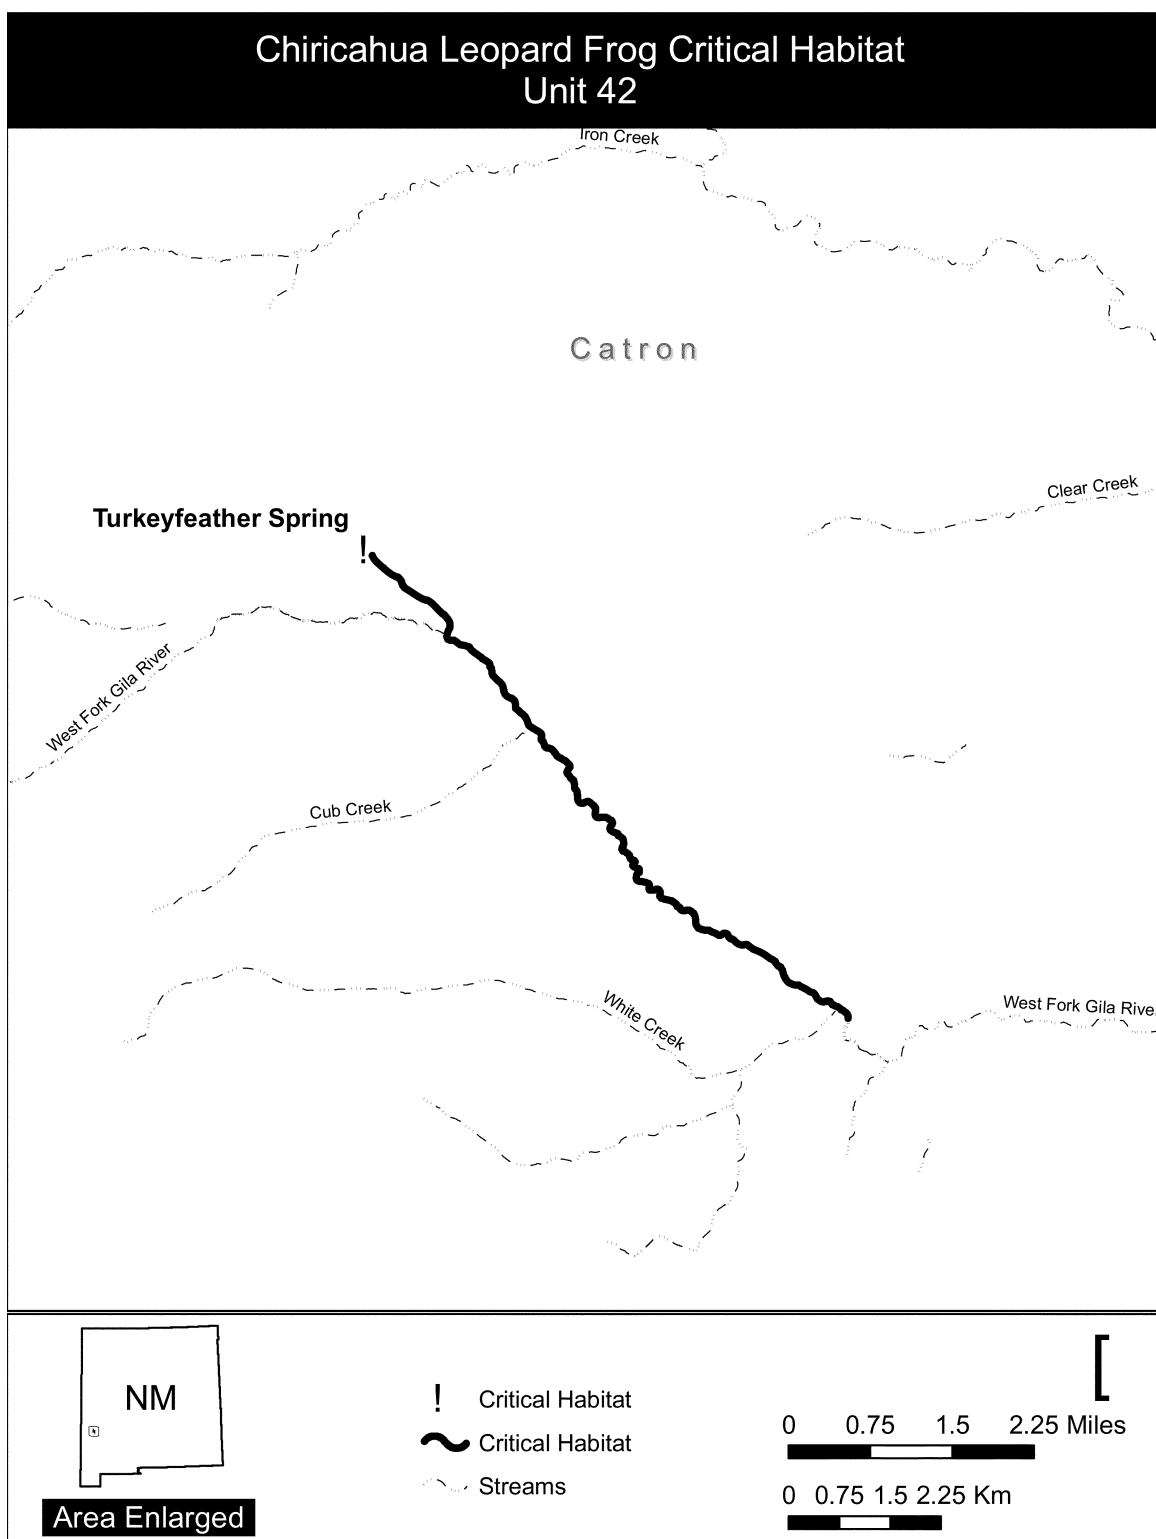 Chiricahua Leopard Frog Critical Habitat
Unit 42
Iron Creek
Catron
Clear Creek
Turkeyfeather Spring
!
West Fork Gila River
Cub Creek
White Creek
West Fork Gila River
NM
Area Enlarged
! Critical Habitat
Critical Habitat
Streams
[
0 0.75 1.5 2.25 Miles
0 0.75 1.5 2.25 Km